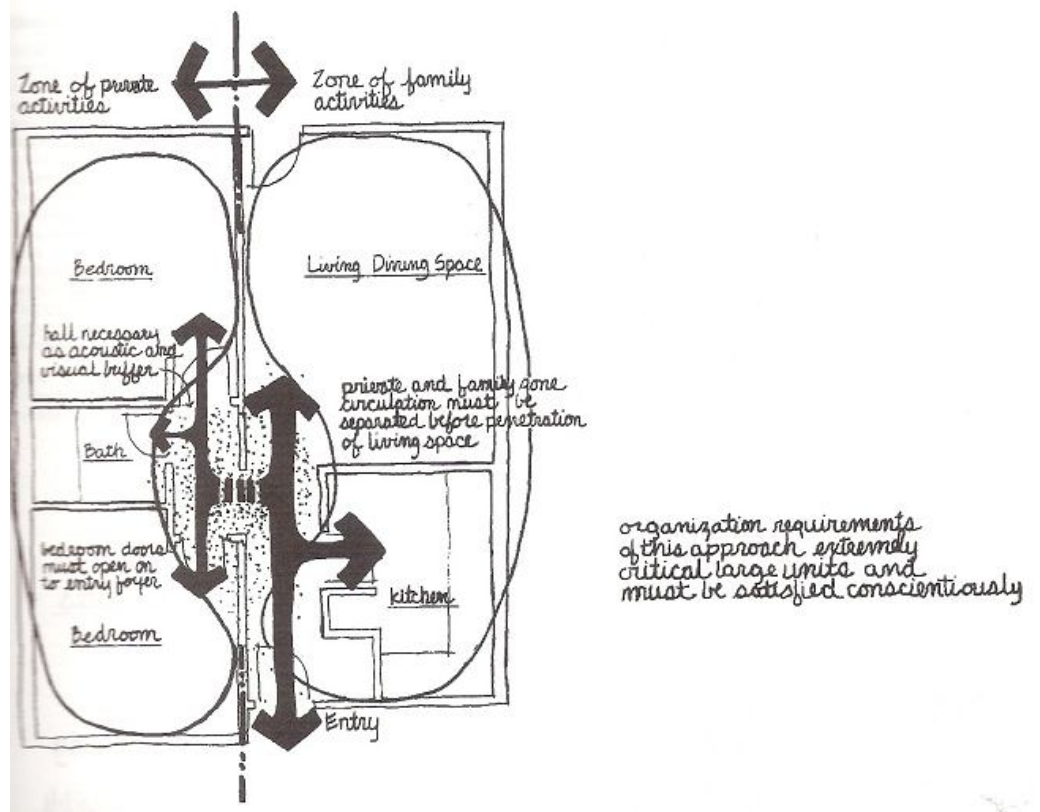 Zone of private
activities
Zone of family
activities
Bedroom
Living Dining Space
hall necessary
as acoustic and
visual buffer
private and family zone
circulation must be
separated before penetration
of living space
Bath
bedroom doors
must open on
to entry foyer
Kitchen
Bedroom
Entry
organization requirements
of this approach extremely
critical large units and
must be satisfied conscientiously